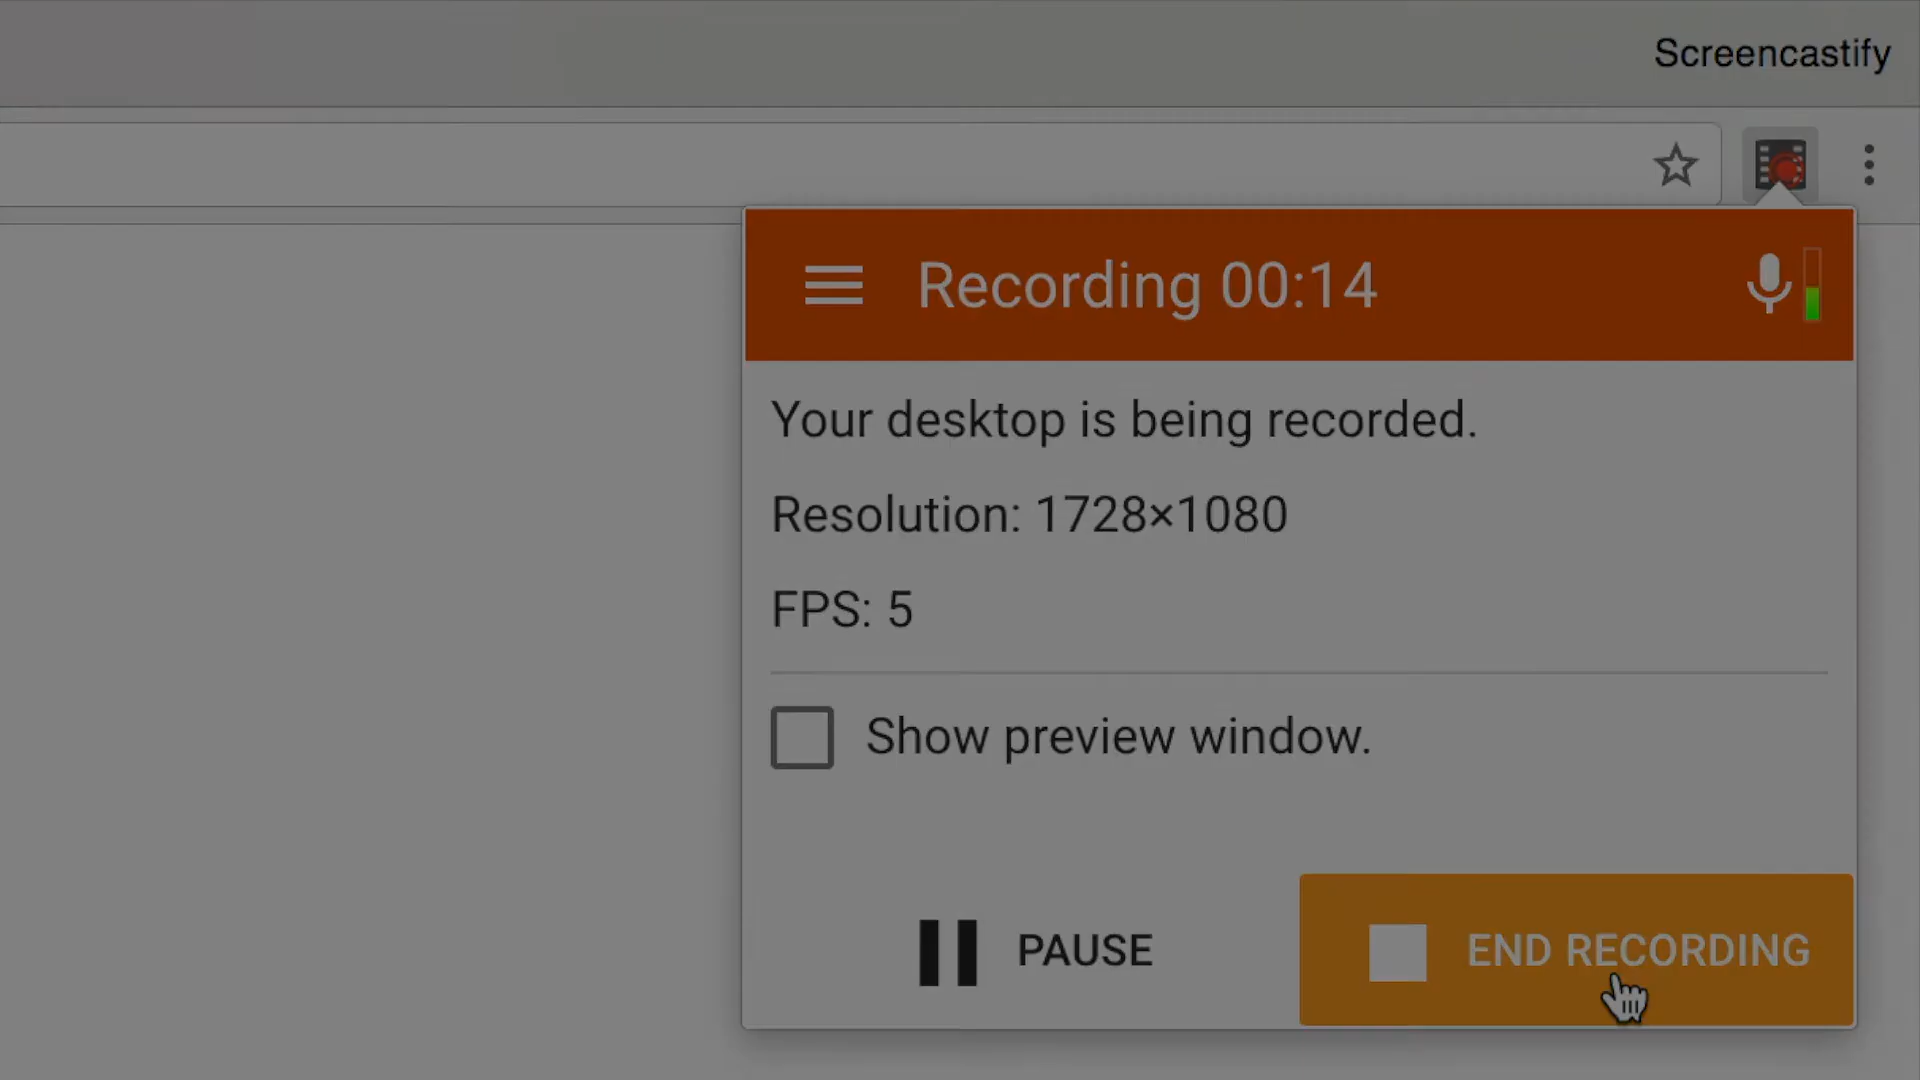 Screencastify
Recording 00:14
Your desktop is being recorded.
Resolution: 1728×1080
FPS: 5
Show preview window.
PAUSE
END RECORDING